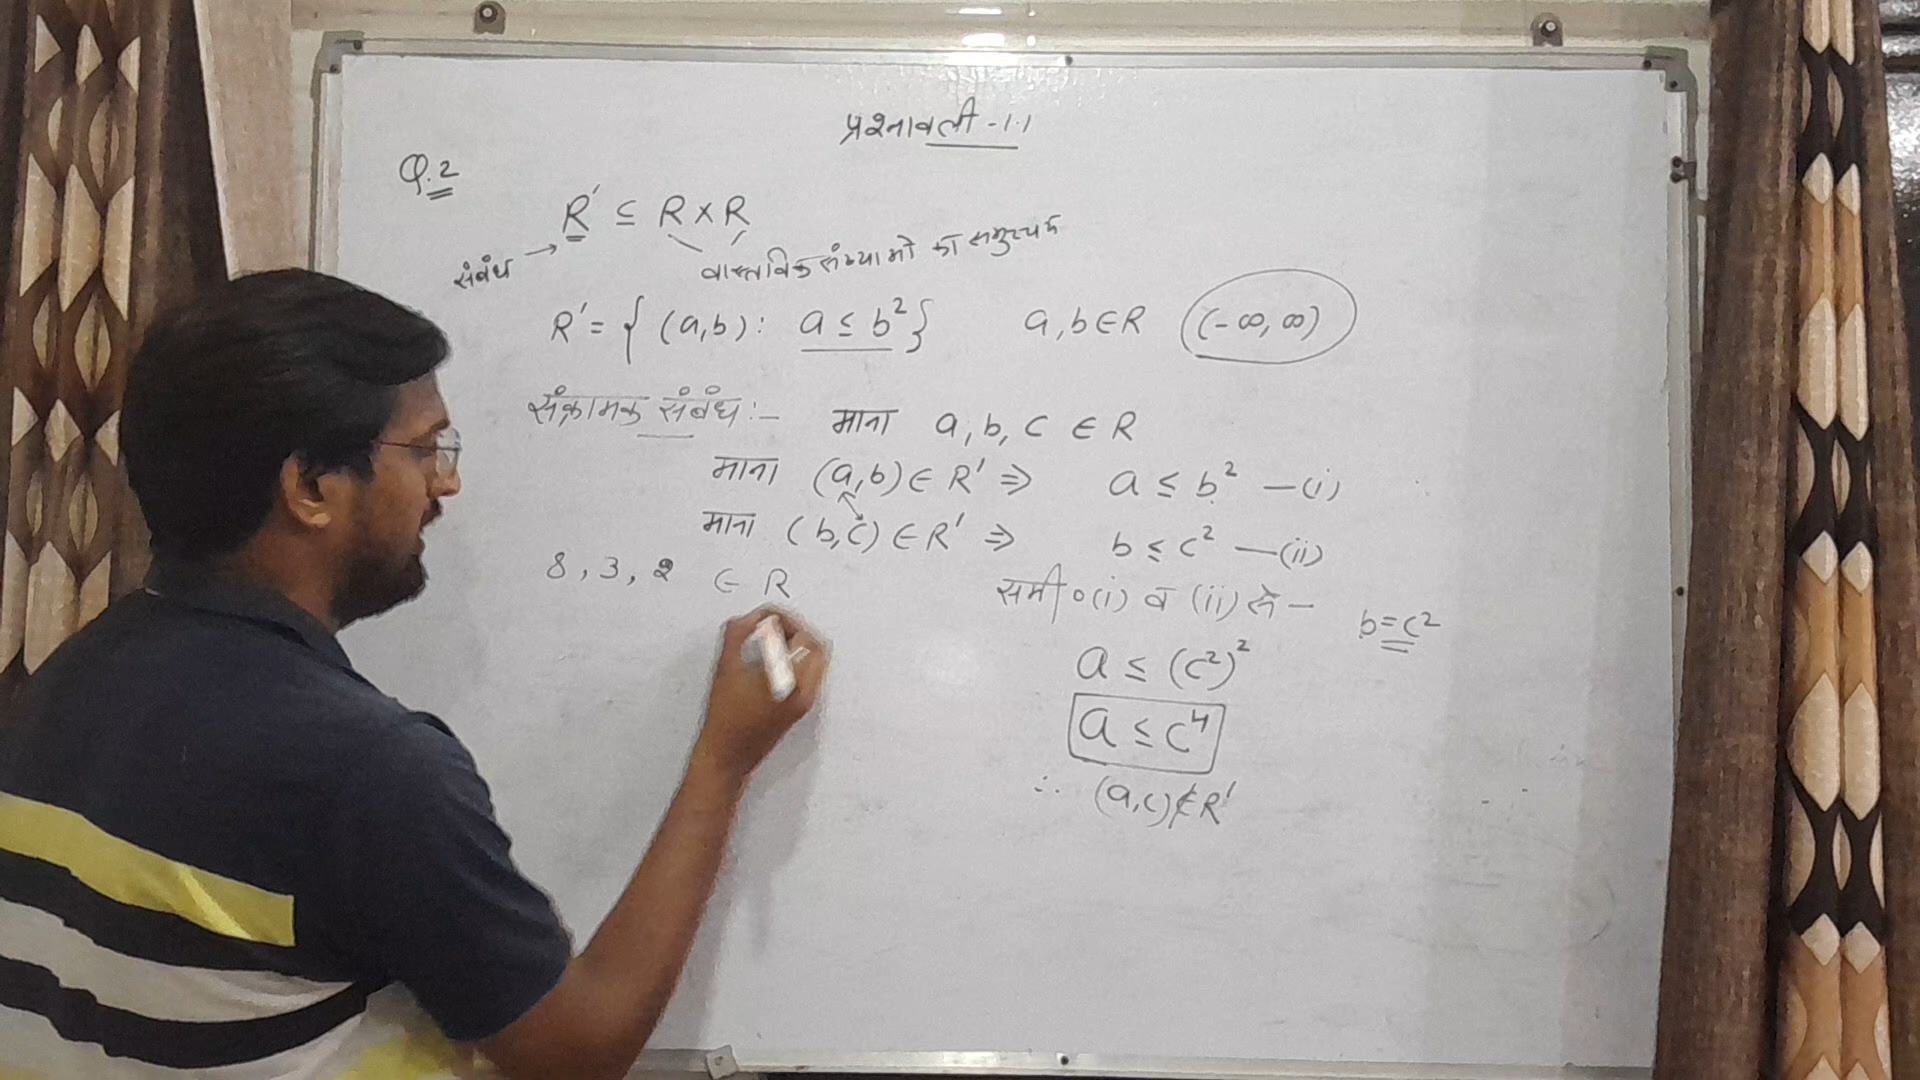 प्रश्नावली-1.1
Q.2
R' ⊆ R × R
संबंध → वास्तविक संख्याओं का समुच्चय
R' = { (a,b) : a ≤ b² } a,b ∈ R (-∞, ∞)
संक्रामक संबंध :- माना a, b, c ∈ R
माना (a,b) ∈ R' ⇒ a ≤ b² —(i)
माना (b,c) ∈ R' ⇒ b ≤ c² —(ii)
8, 3, 2 ∈ R
समी०(i) व (ii) से —
b = c²
a ≤ (c²)²
a ≤ c⁴
∴ (a,c) ∉ R'